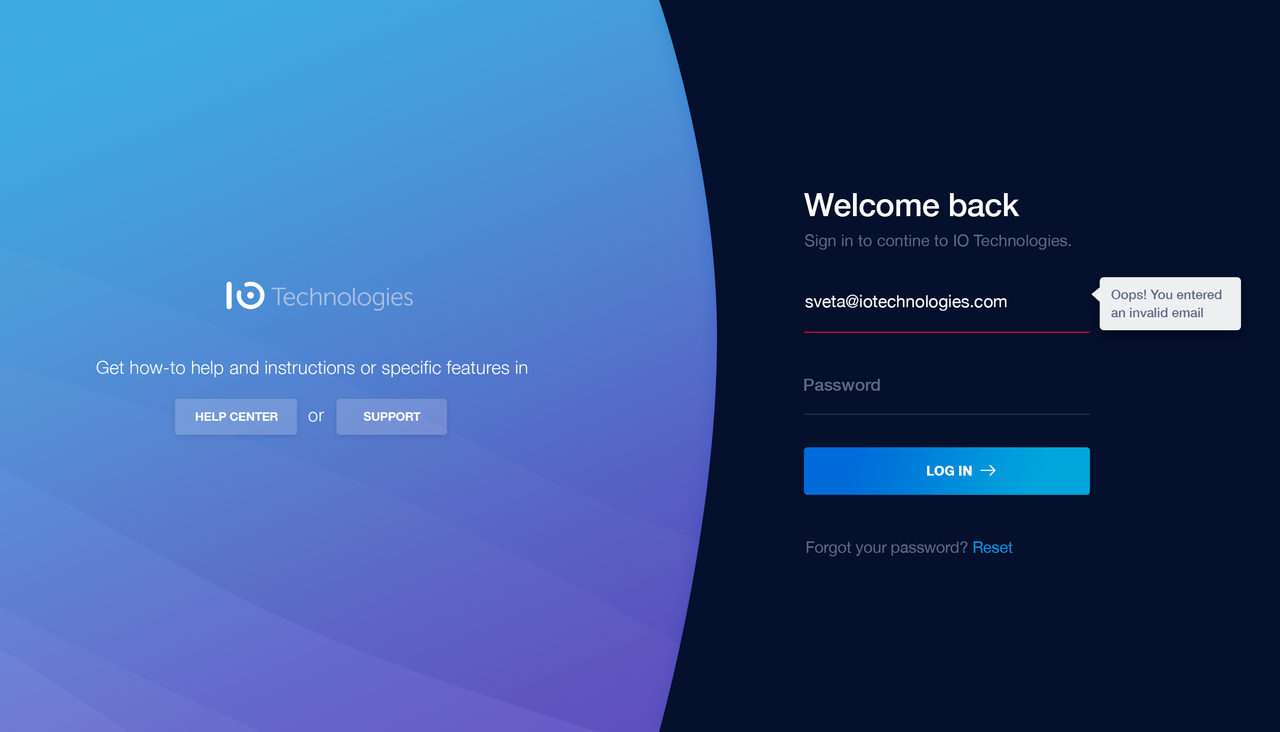 IO Technologies
Get how-to help and instructions or specific features in
HELP CENTER or SUPPORT
Welcome back
Sign in to contine to IO Technologies.
sveta@iotechnologies.com
Oops! You entered
an invalid email
Password
LOG IN →
Forgot your password? Reset